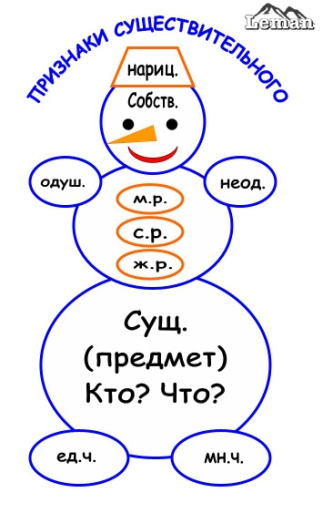 Leman
ПРИЗНАКИ СУЩЕСТВИТЕЛЬНОГО
нариц.
Собств.
одуш.
неод.
м.р.
с.р.
ж.р.
Сущ.
(предмет)
Кто? Что?
ед.ч.
мн.ч.